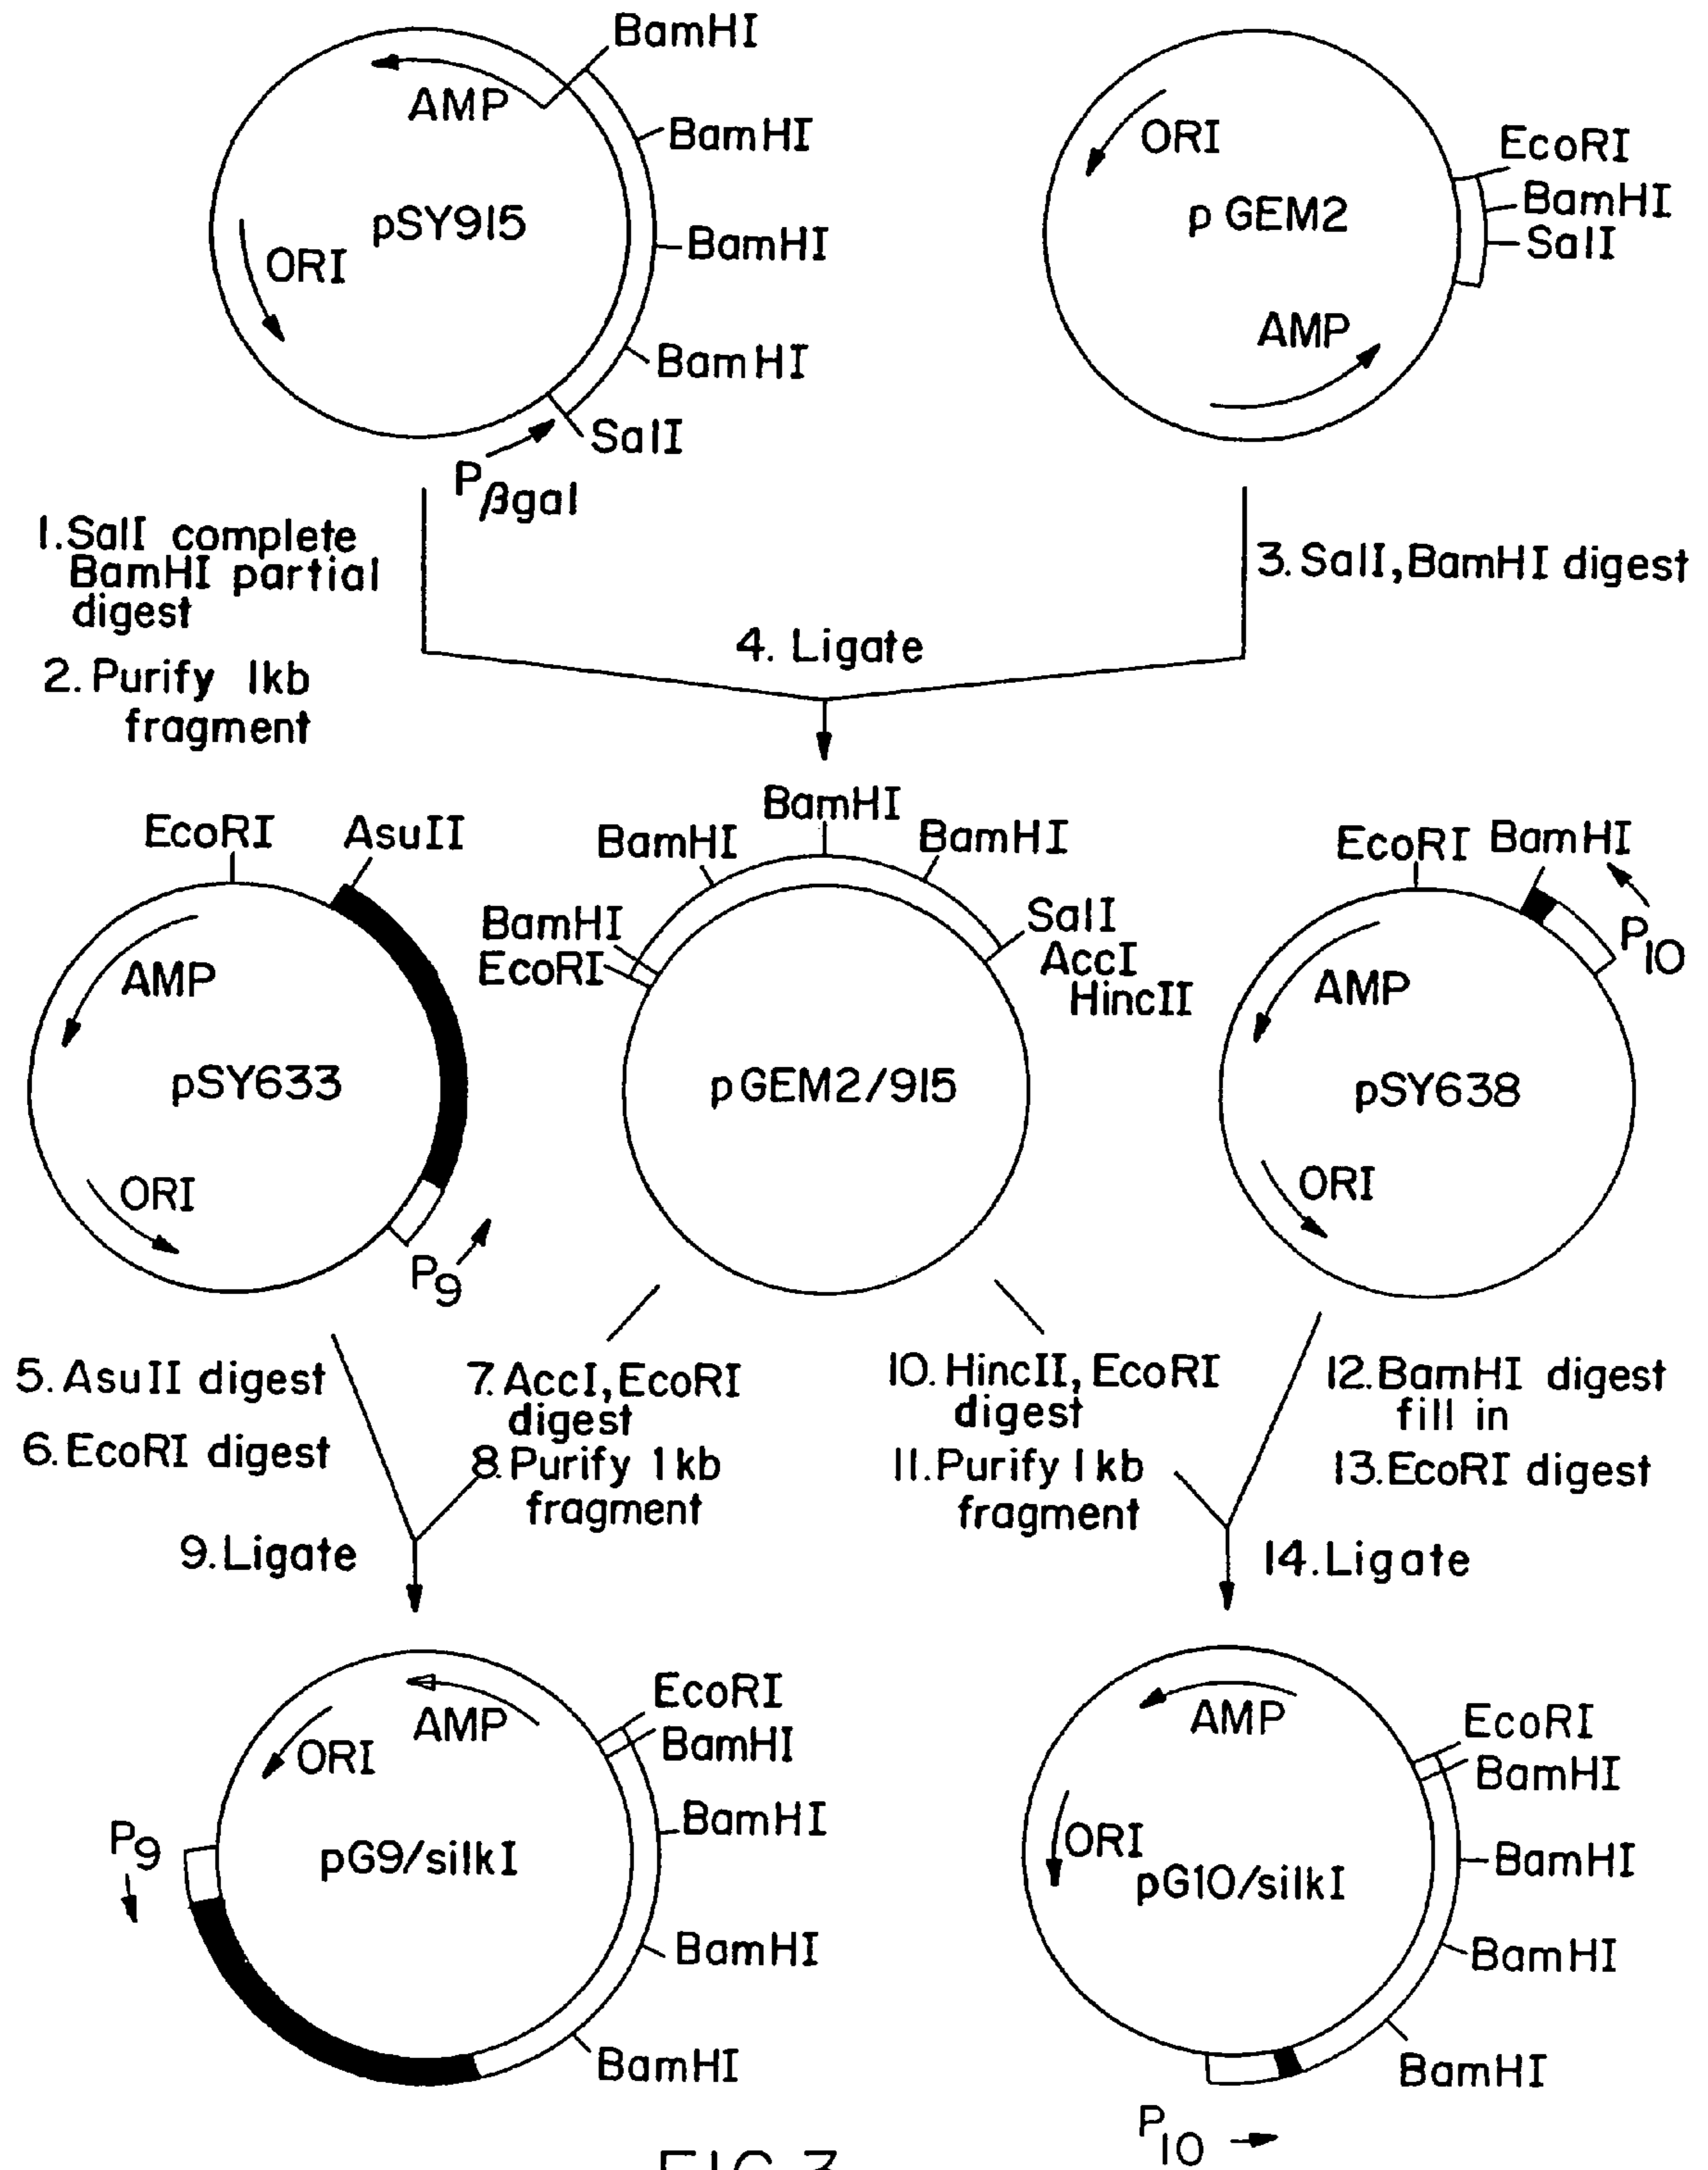 BamHI
AMP
BamHI
pSY915
BamHI
ORI
BamHI
SalI
Pβgal
ORI
EcoRI
pGEM2
BamHI
SalI
AMP
1.SalI complete
BamHI partial
digest
2. Purify 1kb
fragment
3. SalI, BamHI digest
4. Ligate
EcoRI AsuII
AMP
pSY633
ORI
P9
BamHI
BamHI
BamHI
BamHI
EcoRI
SalI
AccI
HincII
pGEM2/915
EcoRI BamHI
P10
AMP
pSY638
ORI
5. AsuII digest
6. EcoRI digest
7. AccI, EcoRI
digest
8. Purify 1kb
fragment
9. Ligate
10. HincII, EcoRI
digest
11. Purify 1kb
fragment
12. BamHI digest
fill in
13. EcoRI digest
14. Ligate
EcoRI
AMP
BamHI
ORI
BamHI
P9
pG9/silkI
BamHI
BamHI
AMP
EcoRI
BamHI
ORI
BamHI
pG10/silkI
BamHI
BamHI
P10
FIG.3